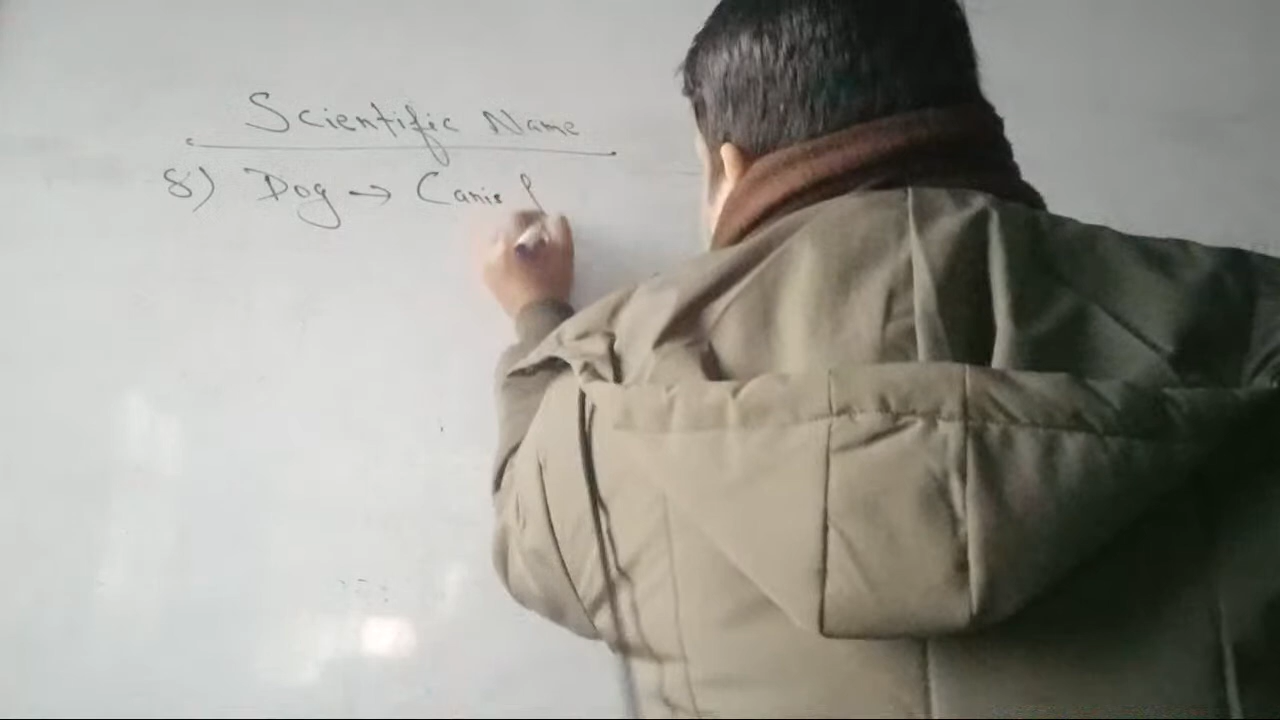 Scientific Name
8) Dog → Canis